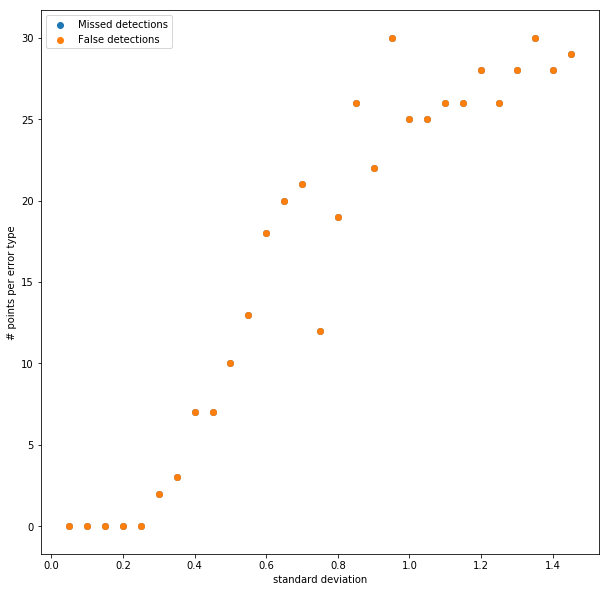 Missed detections
False detections
30
25
20
15
10
5
0
# points per error type
0.0 0.2 0.4 0.6 0.8 1.0 1.2 1.4
standard deviation